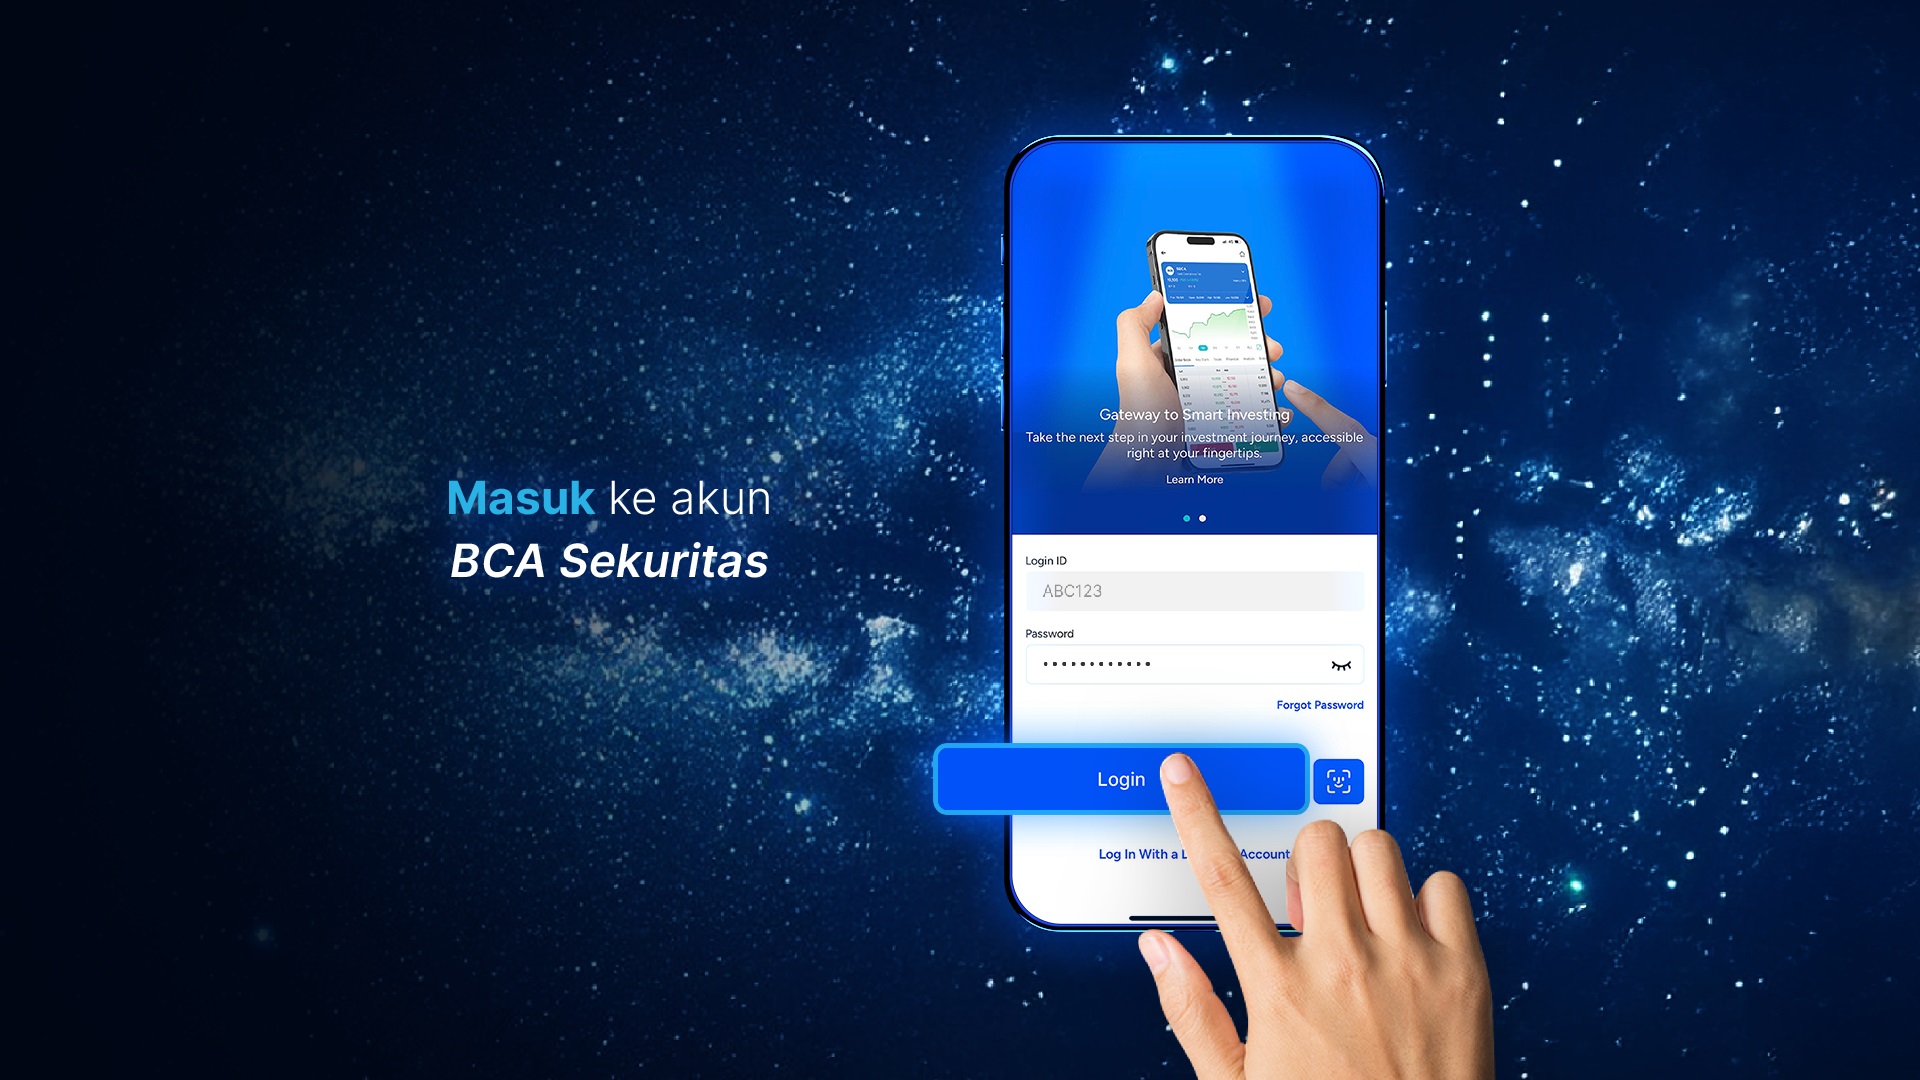 Masuk ke akun
BCA Sekuritas
BBCA
Gateway to Smart Investing
Take the next step in your investment journey, accessible
right at your fingertips.
Learn More
Login ID
ABC123
Password
Forgot Password
Login
Log In With a L
Account